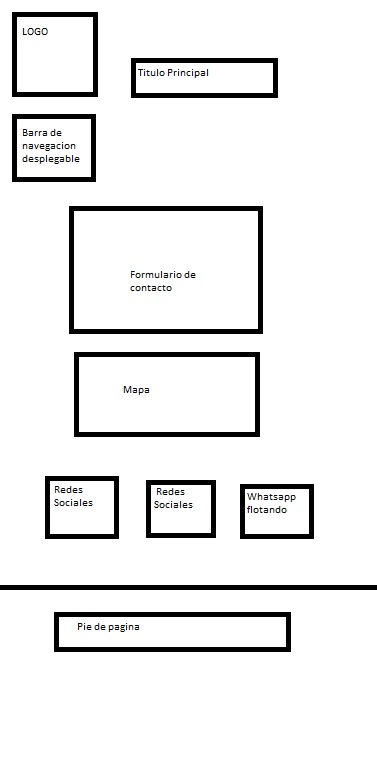 LOGO
Titulo Principal
Barra de
navegacion
desplegable
Formulario de
contacto
Mapa
Redes
Sociales
Redes
Sociales
Whatsapp
flotando
Pie de pagina